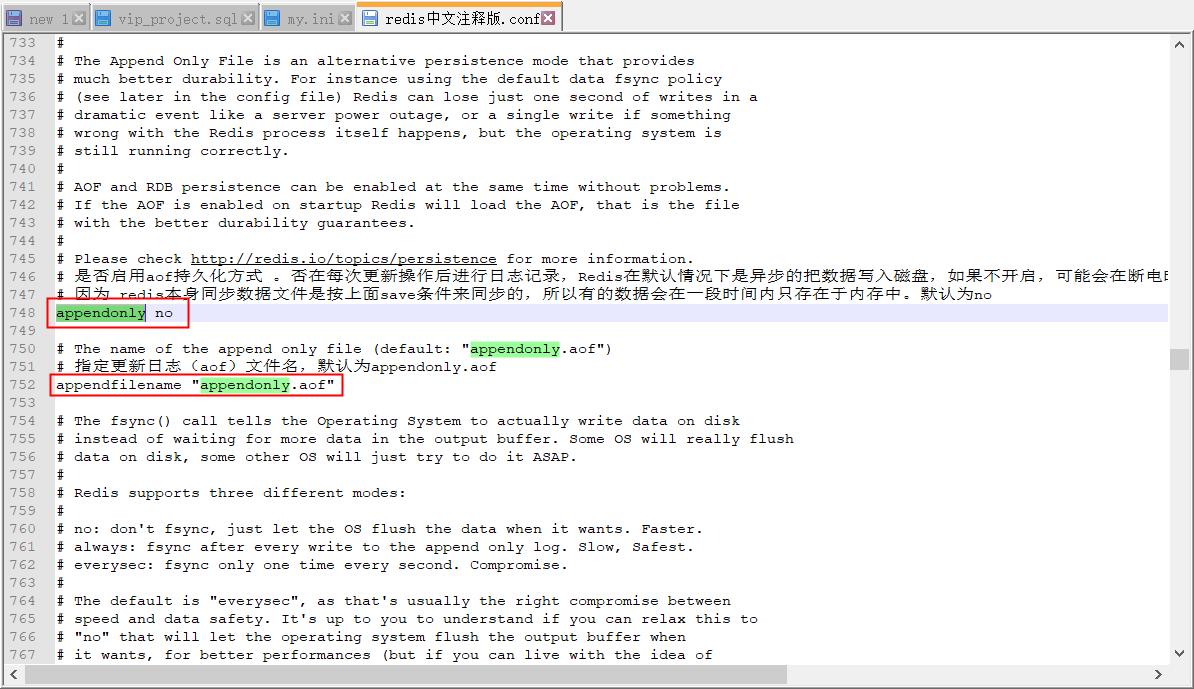 new 1 vip_project.sql my.ini redis中文注释版.conf
733 #
734 # The Append Only File is an alternative persistence mode that provides
735 # much better durability. For instance using the default data fsync policy
736 # (see later in the config file) Redis can lose just one second of writes in a
737 # dramatic event like a server power outage, or a single write if something
738 # wrong with the Redis process itself happens, but the operating system is
739 # still running correctly.
740 #
741 # AOF and RDB persistence can be enabled at the same time without problems.
742 # If the AOF is enabled on startup Redis will load the AOF, that is the file
743 # with the better durability guarantees.
744 #
745 # Please check http://redis.io/topics/persistence for more information.
746 # 是否启用aof持久化方式 。否在每次更新操作后进行日志记录，Redis在默认情况下是异步的把数据写入磁盘，如果不开启，可能会在断电
747 # 因为 redis本身同步数据文件是按上面save条件来同步的，所以有的数据会在一段时间内只存在于内存中。默认为no
748 appendonly no
749
750 # The name of the append only file (default: "appendonly.aof")
751 # 指定更新日志（aof）文件名，默认为appendonly.aof
752 appendfilename "appendonly.aof"
753
754 # The fsync() call tells the Operating System to actually write data on disk
755 # instead of waiting for more data in the output buffer. Some OS will really flush
756 # data on disk, some other OS will just try to do it ASAP.
757 #
758 # Redis supports three different modes:
759 #
760 # no: don't fsync, just let the OS flush the data when it wants. Faster.
761 # always: fsync after every write to the append only log. Slow, Safest.
762 # everysec: fsync only one time every second. Compromise.
763 #
764 # The default is "everysec", as that's usually the right compromise between
765 # speed and data safety. It's up to you to understand if you can relax this to
766 # "no" that will let the operating system flush the output buffer when
767 # it wants, for better performances (but if you can live with the idea of